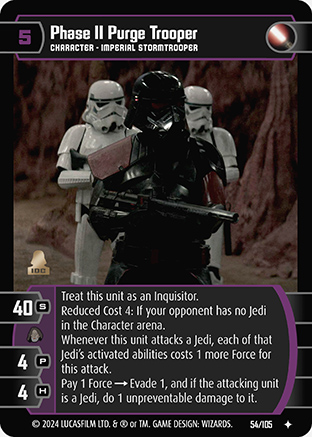 5
Phase II Purge Trooper
CHARACTER - IMPERIAL STORMTROOPER
IOC
40 S
4 P
4 H
Treat this unit as an Inquisitor.
Reduced Cost 4: If your opponent has no Jedi
in the Character arena.
Whenever this unit attacks a Jedi, each of that
Jedi's activated abilities costs 1 more Force for
this attack.
Pay 1 Force → Evade 1, and if the attacking unit
is a Jedi, do 1 unpreventable damage to it.
© 2024 LUCASFILM LTD. & ® or TM. GAME DESIGN: WIZARDS.
54/105